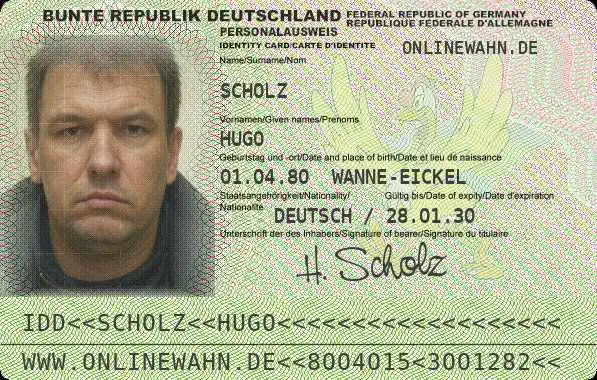 BUNTE REPUBLIK DEUTSCHLAND FEDERAL REPUBLIC OF GERMANY
REPUBLIQUE FEDERALE D'ALLEMAGNE
PERSONALAUSWEIS
IDENTITY CARD/CARTE D'IDENTITE
ONLINEWAHN.DE
Name/Surname/Nom
SCHOLZ
Vornamen/Given names/Prenoms
HUGO
Geburtstag und -ort/Date and place of birth/Date et lieu de naissance
01.04.80 WANNE-EICKEL
Staatsangehörigkeit/Nationality/ Gültig bis/Date of expiry/Date d'expiration
Nationalite
DEUTSCH / 28.01.30
Unterschrift der des Inhabers/Signature of bearer/Signature du titulaire
H. Scholz
IDD<<SCHOLZ<<HUGO<<<<<<<<<<<<<<<<<<<
WWW.ONLINEWAHN.DE<<8004015<3001282<<